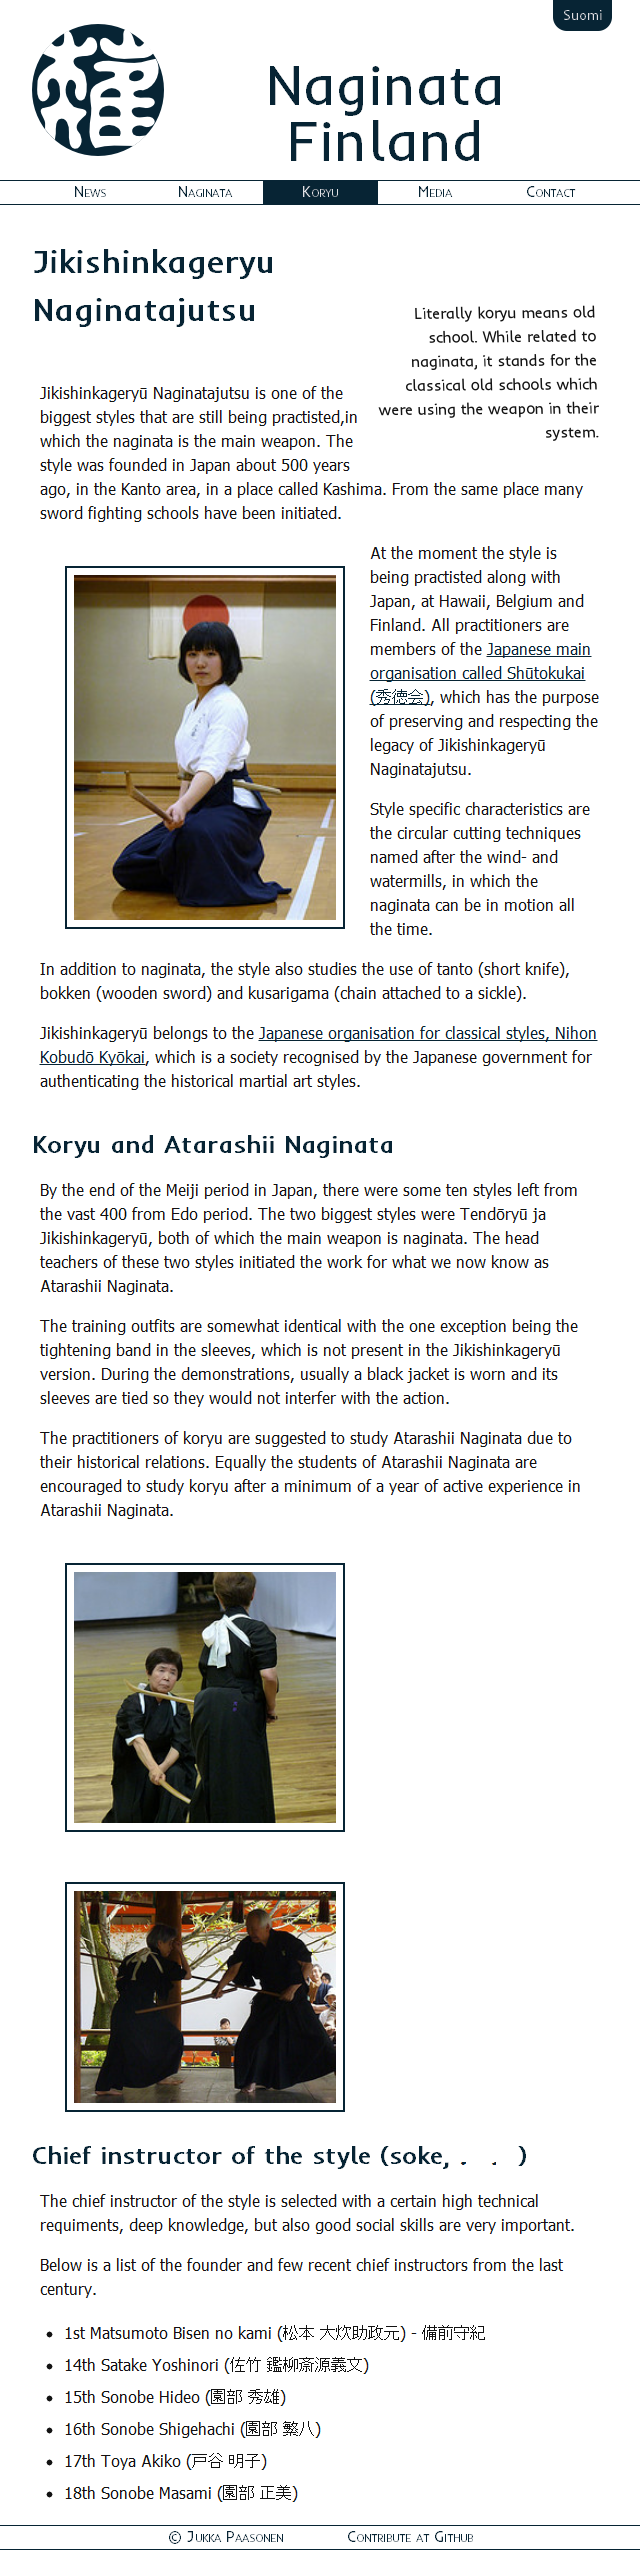 Suomi
Naginata
Finland
News Naginata Koryu Media Contact
Jikishinkageryu
Naginatajutsu
Literally koryu means old
school. While related to
naginata, it stands for the
classical old schools which
were using the weapon in their
system.
Jikishinkageryū Naginatajutsu is one of the
biggest styles that are still being practisted,in
which the naginata is the main weapon. The
style was founded in Japan about 500 years
ago, in the Kanto area, in a place called Kashima. From the same place many
sword fighting schools have been initiated.
At the moment the style is
being practisted along with
Japan, at Hawaii, Belgium and
Finland. All practitioners are
members of the Japanese main
organisation called Shūtokukai
(秀徳会), which has the purpose
of preserving and respecting the
legacy of Jikishinkageryū
Naginatajutsu.
Style specific characteristics are
the circular cutting techniques
named after the wind- and
watermills, in which the
naginata can be in motion all
the time.
In addition to naginata, the style also studies the use of tanto (short knife),
bokken (wooden sword) and kusarigama (chain attached to a sickle).
Jikishinkageryū belongs to the Japanese organisation for classical styles, Nihon
Kobudō Kyōkai, which is a society recognised by the Japanese government for
authenticating the historical martial art styles.
Koryu and Atarashii Naginata
By the end of the Meiji period in Japan, there were some ten styles left from
the vast 400 from Edo period. The two biggest styles were Tendōryū ja
Jikishinkageryū, both of which the main weapon is naginata. The head
teachers of these two styles initiated the work for what we now know as
Atarashii Naginata.
The training outfits are somewhat identical with the one exception being the
tightening band in the sleeves, which is not present in the Jikishinkageryū
version. During the demonstrations, usually a black jacket is worn and its
sleeves are tied so they would not interfer with the action.
The practitioners of koryu are suggested to study Atarashii Naginata due to
their historical relations. Equally the students of Atarashii Naginata are
encouraged to study koryu after a minimum of a year of active experience in
Atarashii Naginata.
Chief instructor of the style (soke, )
The chief instructor of the style is selected with a certain high technical
requiments, deep knowledge, but also good social skills are very important.
Below is a list of the founder and few recent chief instructors from the last
century.
• 1st Matsumoto Bisen no kami (松本 大炊助政元) - 備前守紀
• 14th Satake Yoshinori (佐竹 鑑柳斎源義文)
• 15th Sonobe Hideo (園部 秀雄)
• 16th Sonobe Shigehachi (園部 繁八)
• 17th Toya Akiko (戸谷 明子)
• 18th Sonobe Masami (園部 正美)
© Jukka Paasonen Contribute at Github